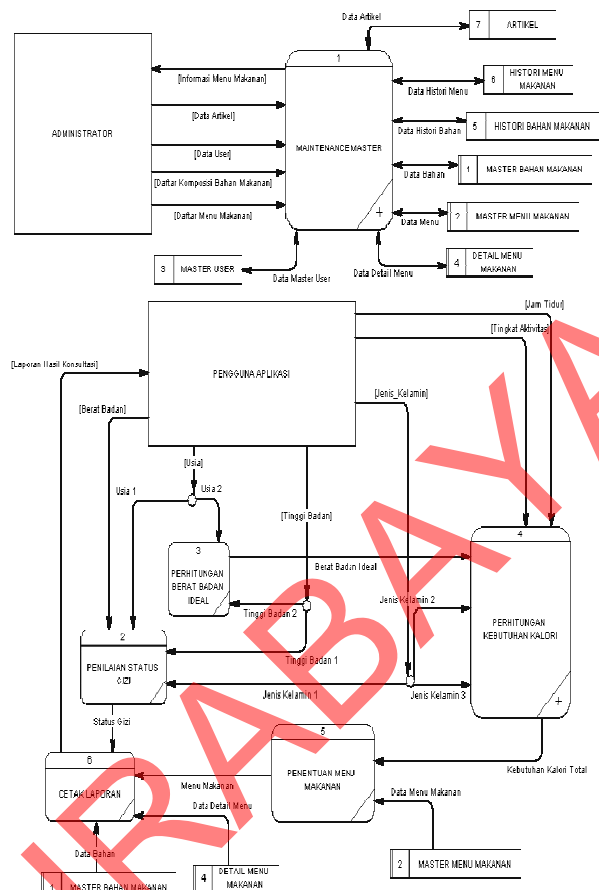 Data Artikel
7 ARTIKEL
1
[Informasi Menu Makanan]
6 HISTORI MENU
MAKANAN
Data Histori Menu
[Data Artikel]
ADMINISTRATOR
5 HISTORI BAHAN MAKANAN
Data Histori Bahan
MAINTENANCE MASTER
[Data User]
1 MASTER BAHAN MAKANAN
Data Bahan
[Daftar Komposisi Bahan Makanan]
[Daftar Menu Makanan]
+
2 MASTER MENU MAKANAN
Data Menu
3 MASTER USER
Data Master User
Data Detail Menu
4 DETAIL MENU
MAKANAN
[Jam Tidur]
[Tingkat Aktivitas]
[Laporan Hasil Konsultasi]
PENGGUNA APLIKASI
[Jenis_Kelamin]
[Berat Badan]
[Usia]
Usia 1
Usia 2
[Tinggi Badan]
3
PERHITUNGAN
BERAT BADAN
IDEAL
Berat Badan Ideal
4
PERHITUNGAN
KEBUTUHAN KALORI
+
Jenis Kelamin 2
Tinggi Badan 2
2
PENILAIAN STATUS
GIZI
Tinggi Badan 1
Jenis Kelamin 1
Jenis Kelamin 3
Status Gizi
5
PENENTUAN MENU
MAKANAN
Kebutuhan Kalori Total
6
CETAK LAPORAN
Menu Makanan
Data Menu Makanan
Data Detail Menu
Data Bahan
2 MASTER MENU MAKANAN
1 MASTER BAHAN MAKANAN
4 DETAIL MENU
MAKANAN
IRABAYA